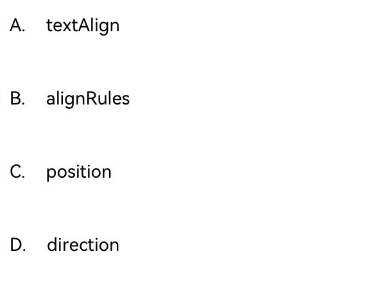 A. textAlign
B. alignRules
C. position
D. direction